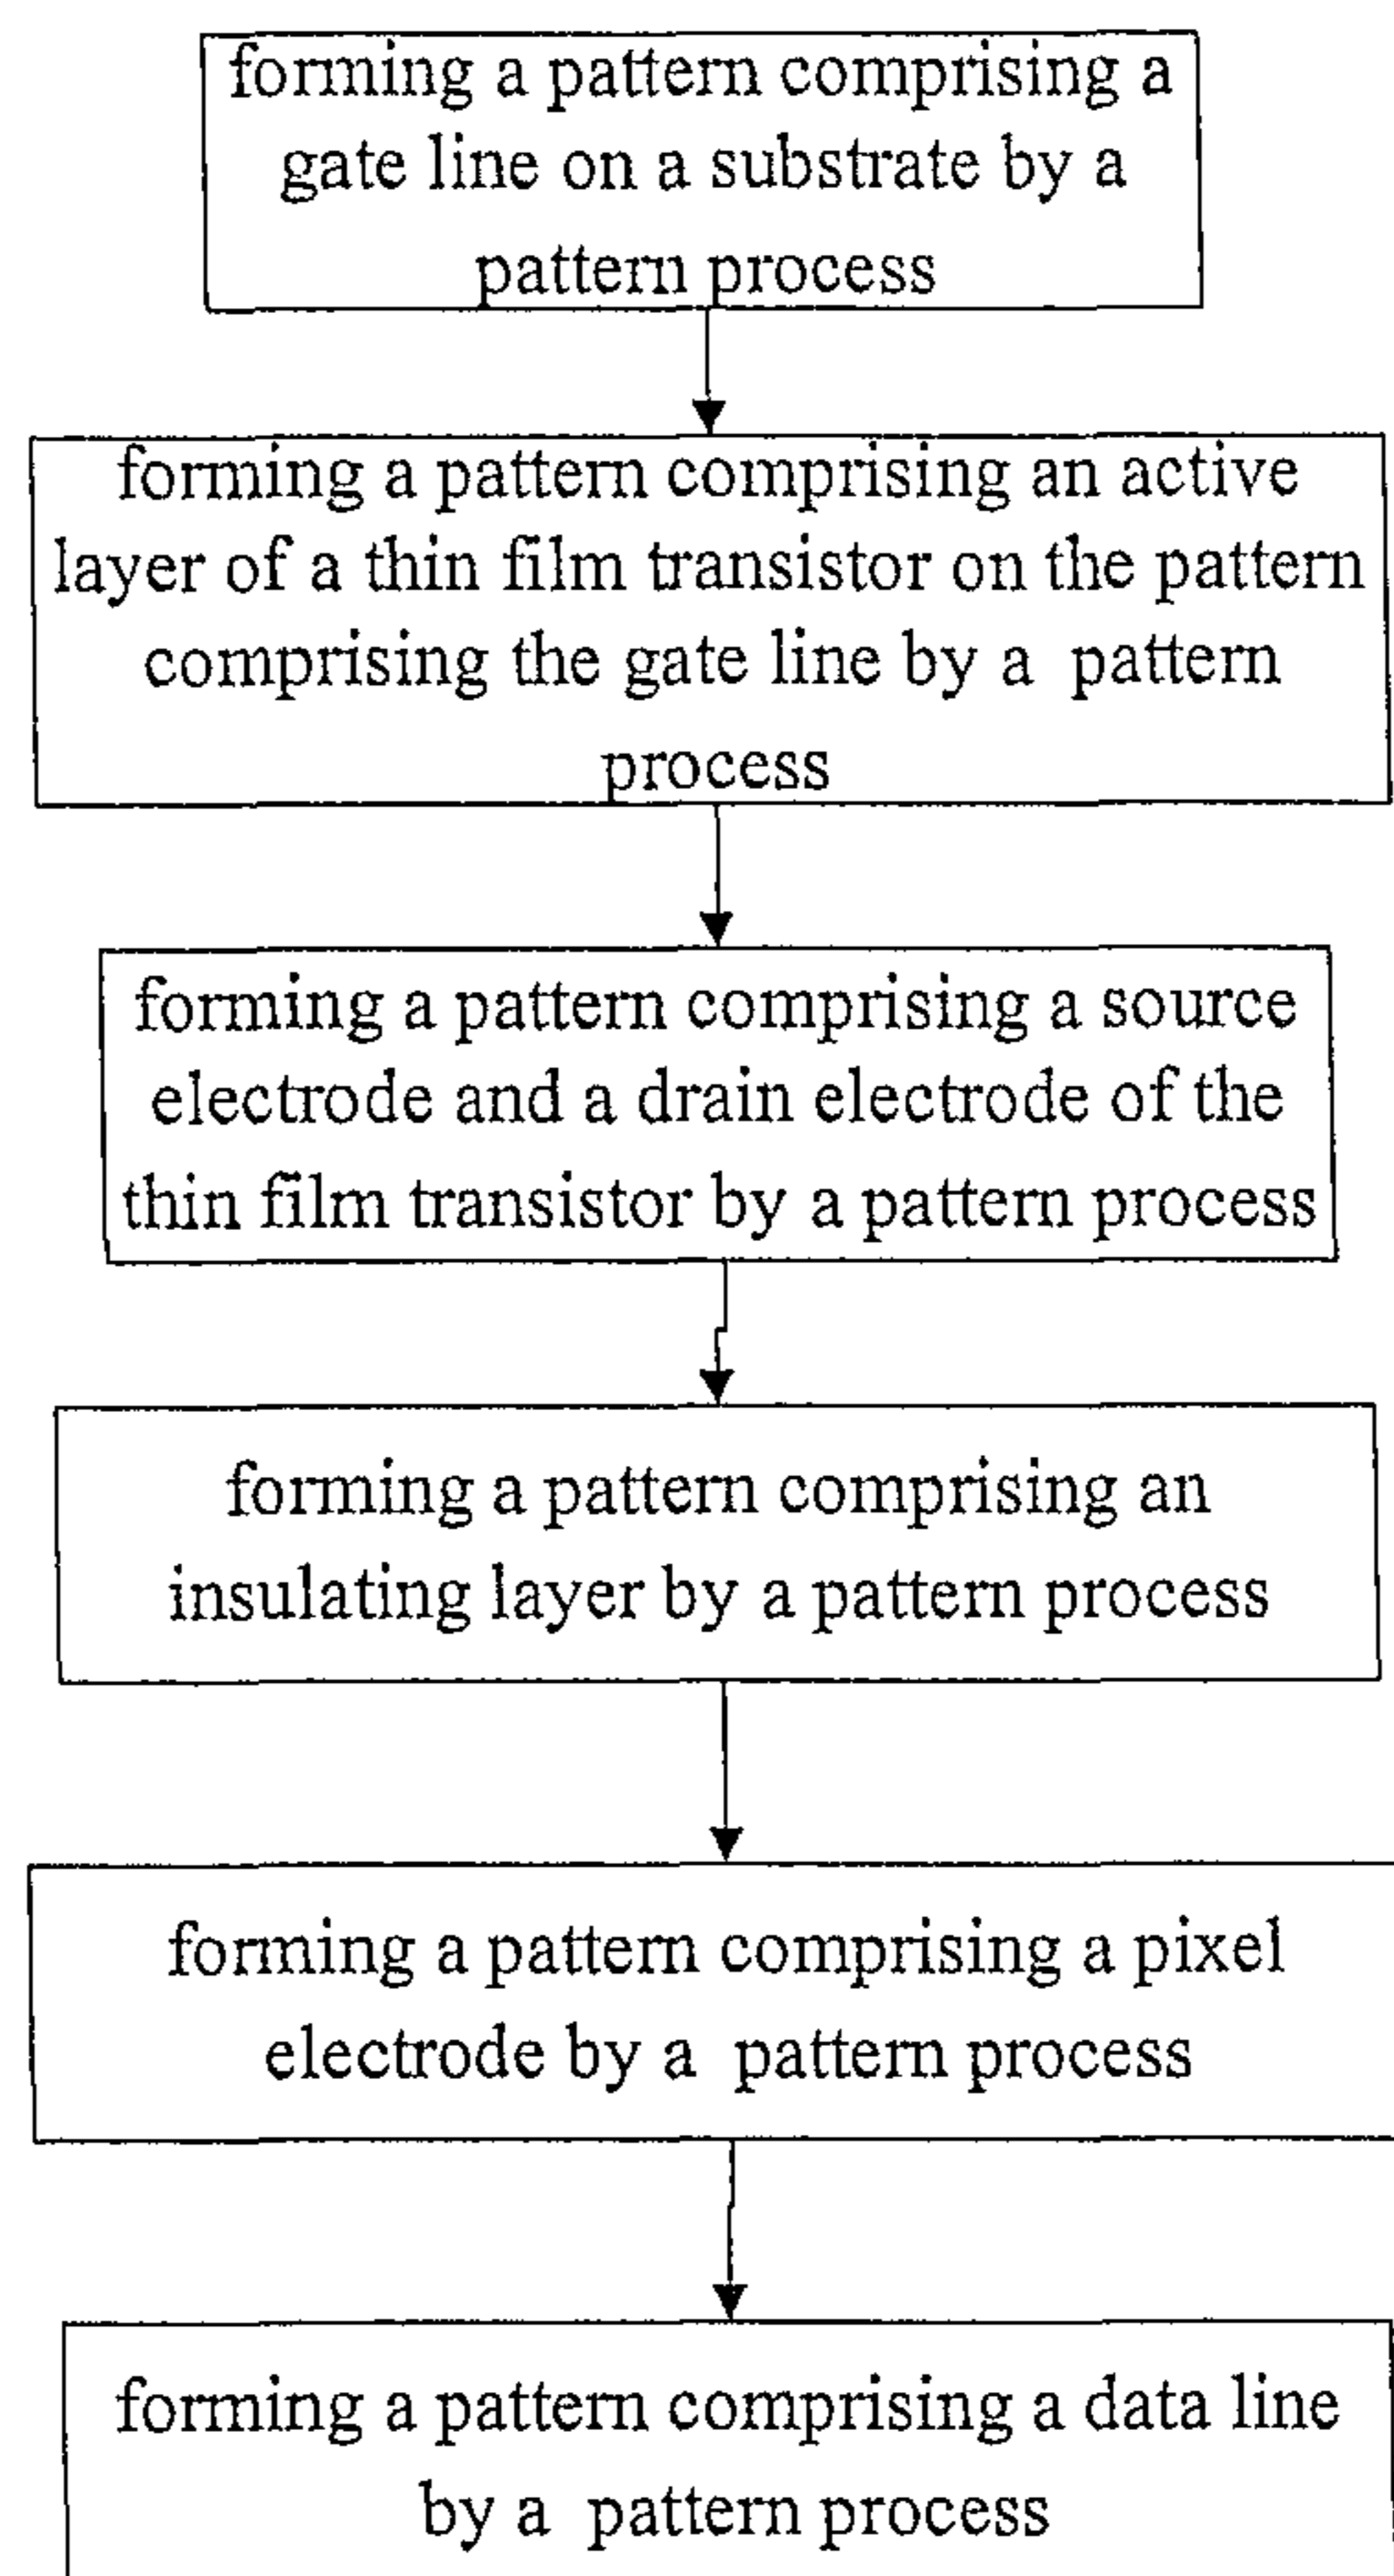 forming a pattern comprising a
gate line on a substrate by a
pattern process
forming a pattern comprising an active
layer of a thin film transistor on the pattern
comprising the gate line by a pattern
process
forming a pattern comprising a source
electrode and a drain electrode of the
thin film transistor by a pattern process
forming a pattern comprising an
insulating layer by a pattern process
forming a pattern comprising a pixel
electrode by a pattern process
forming a pattern comprising a data line
by a pattern process